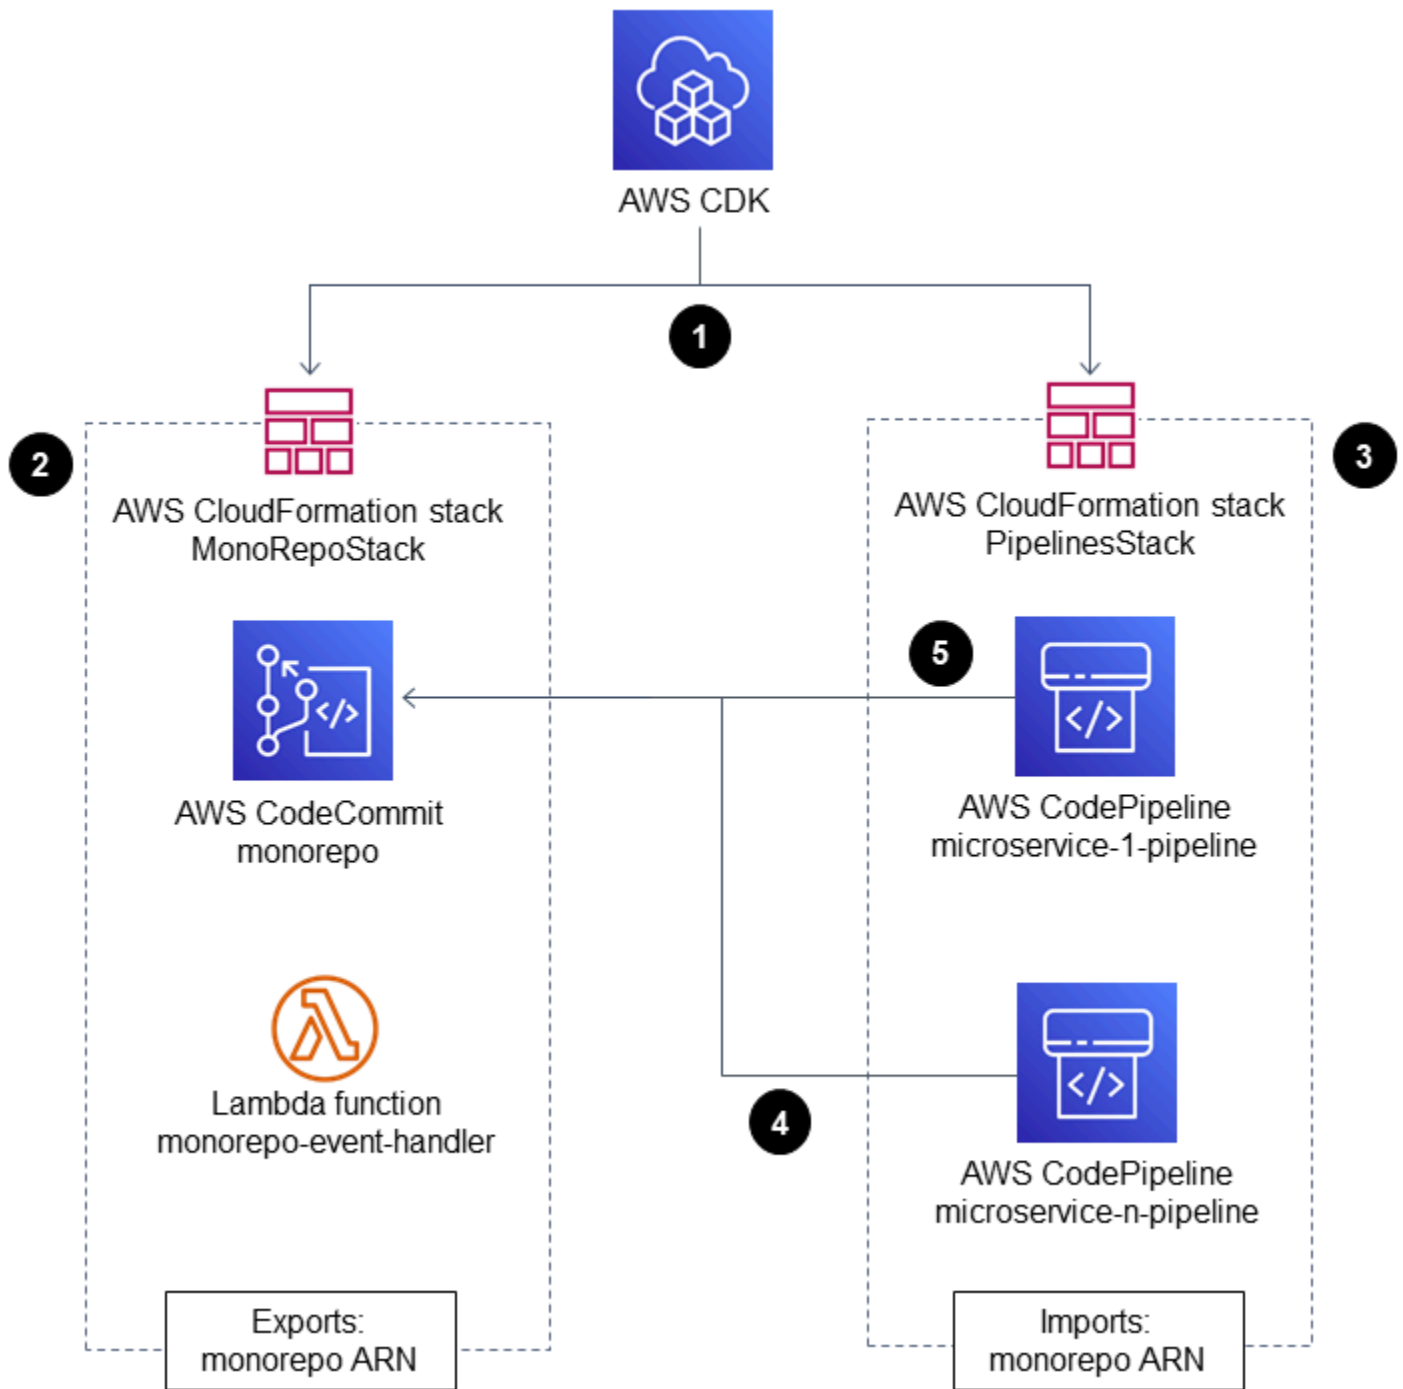 AWS CDK
1
2
AWS CloudFormation stack
MonoRepoStack
3
AWS CloudFormation stack
PipelinesStack
</>
AWS CodeCommit
monorepo
5
</>
AWS CodePipeline
microservice-1-pipeline
Lambda function
monorepo-event-handler
4
</>
AWS CodePipeline
microservice-n-pipeline
Exports:
monorepo ARN
Imports:
monorepo ARN